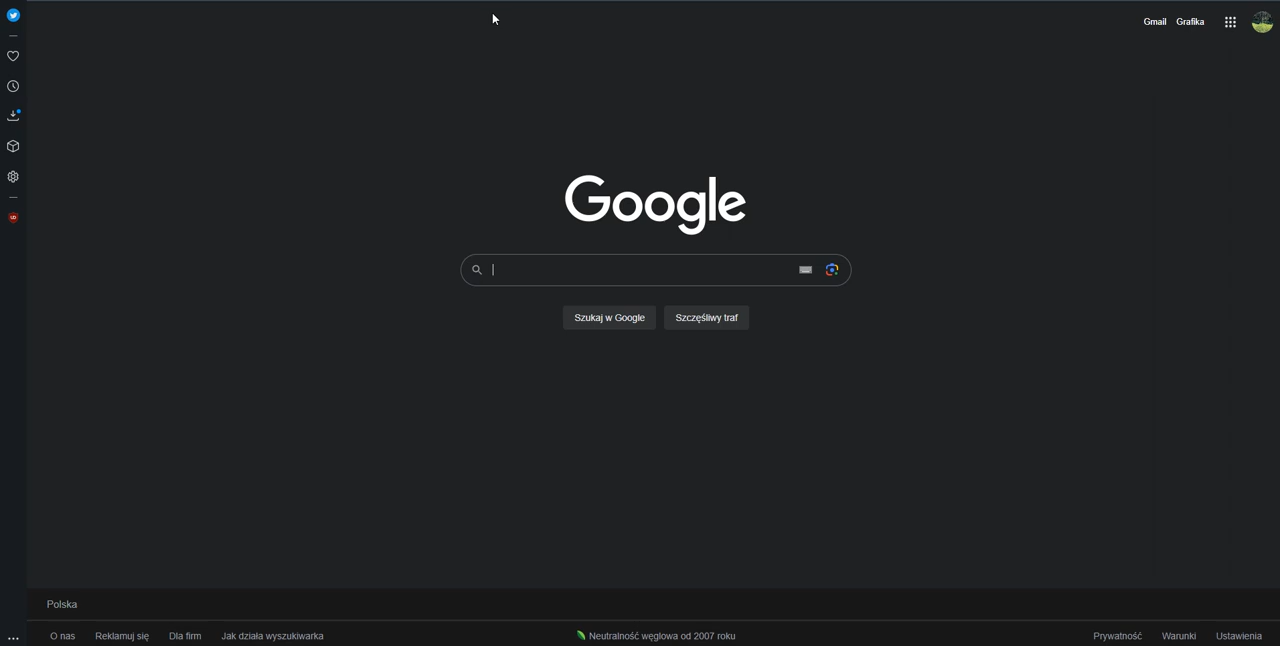 Gmail Grafika
Google
Szukaj w Google Szczęśliwy traf
Polska
O nas Reklamuj się Dla firm Jak działa wyszukiwarka Neutralność węglowa od 2007 roku Prywatność Warunki Ustawienia